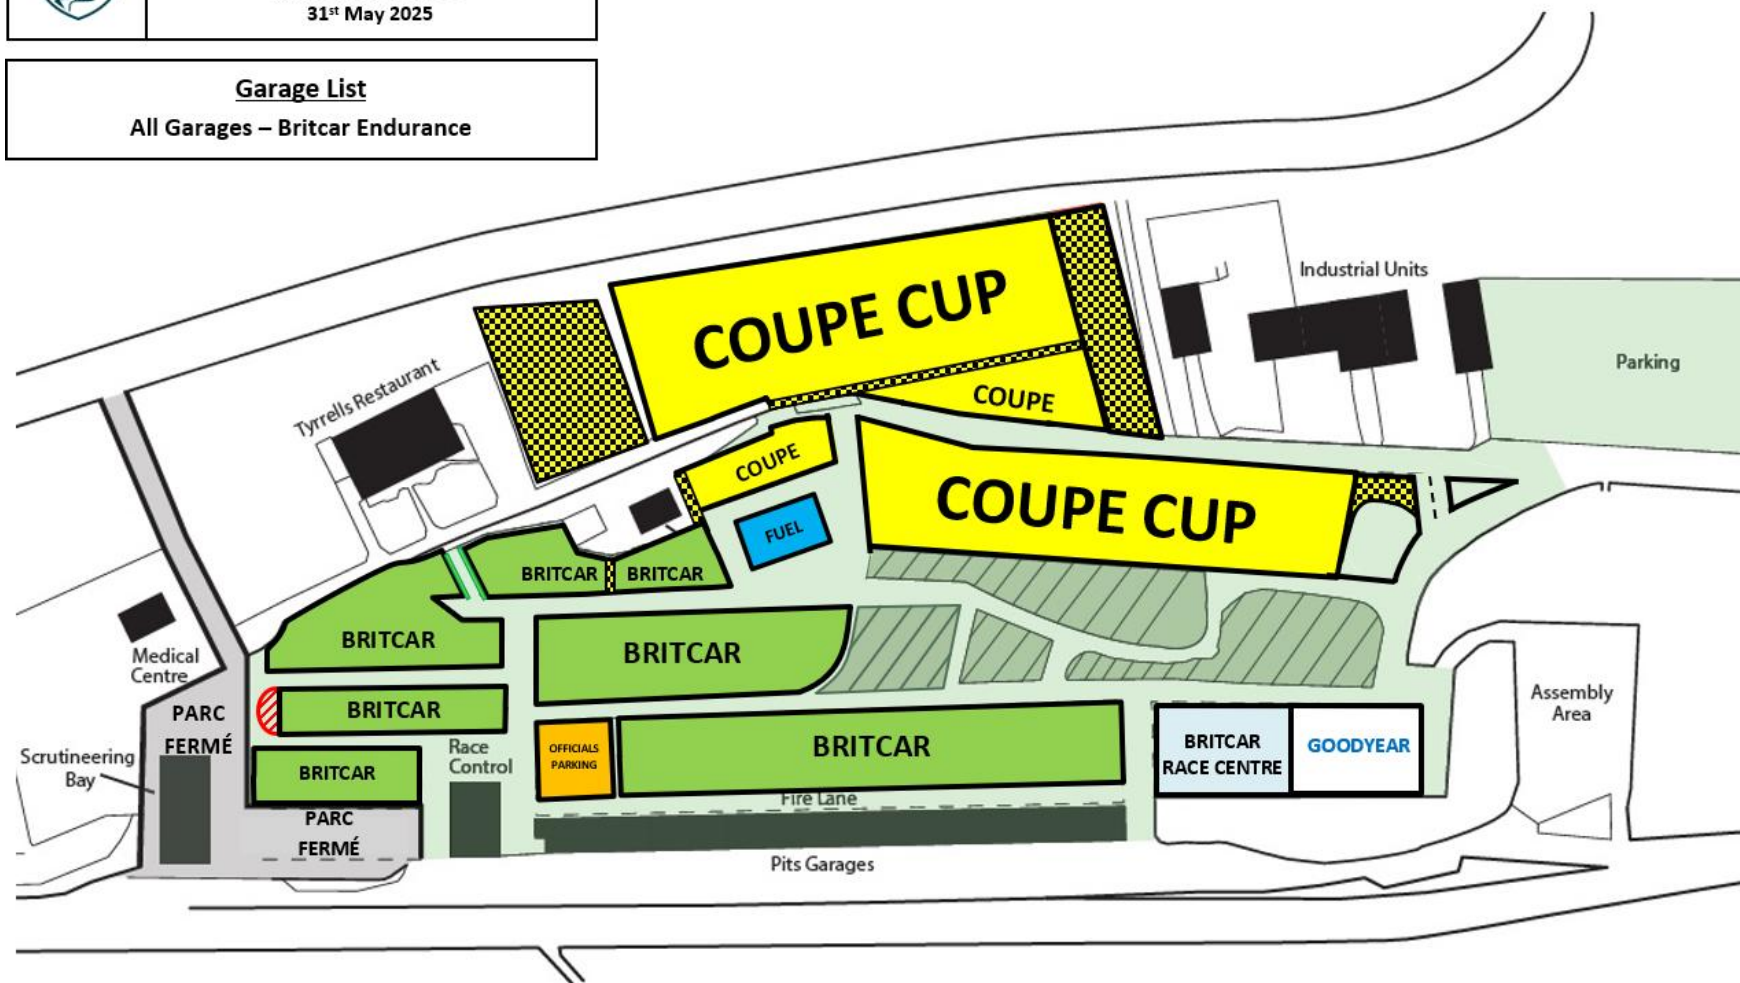 31st May 2025
Garage List
All Garages – Britcar Endurance
COUPE CUP
Industrial Units
Parking
Tyrrells Restaurant
COUPE
COUPE
COUPE CUP
FUEL
BRITCAR
BRITCAR
BRITCAR
BRITCAR
Medical
Centre
PARC
FERMÉ
BRITCAR
Assembly
Area
Scrutineering
Bay
BRITCAR
Race
Control
OFFICIALS
PARKING
BRITCAR
BRITCAR
RACE CENTRE
GOODYEAR
Fire Lane
PARC
FERMÉ
Pits Garages